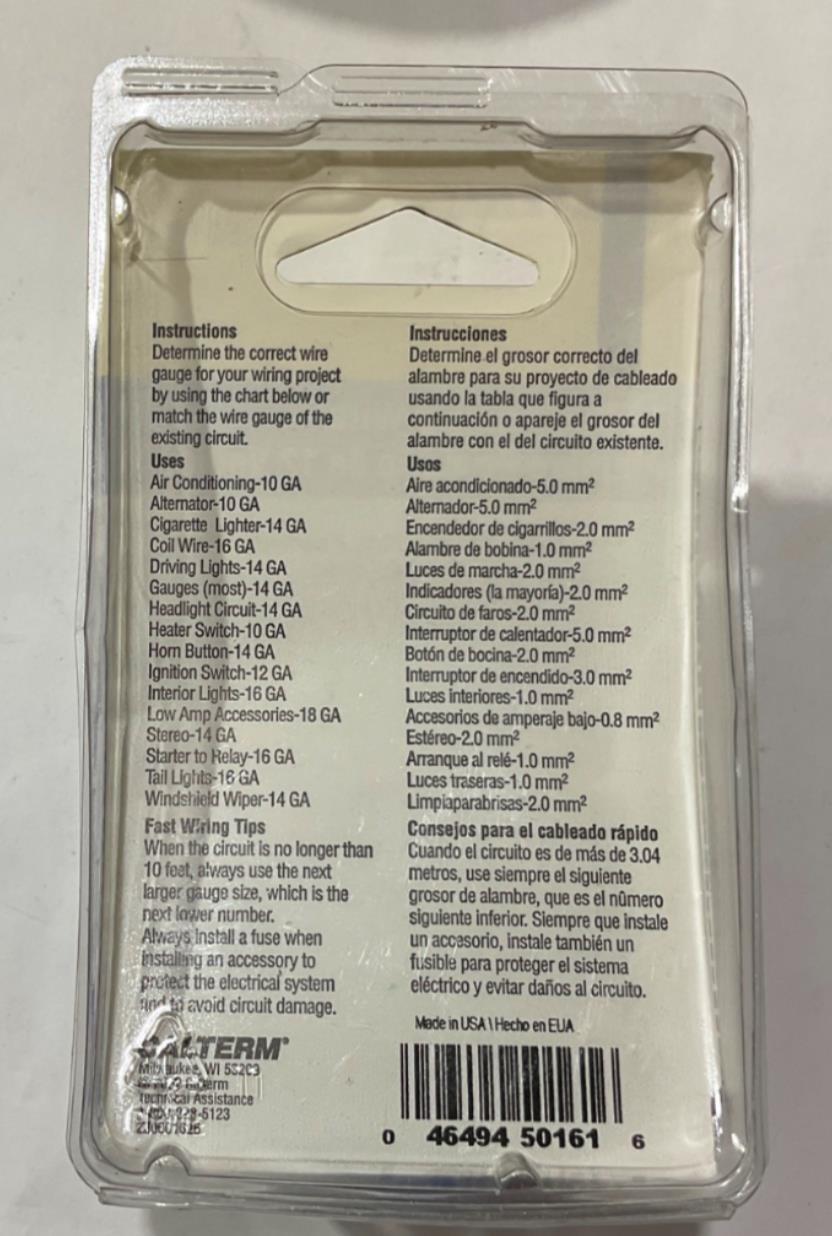 Instructions
Determine the correct wire
gauge for your wiring project
by using the chart below or
match the wire gauge of the
existing circuit.
Uses
Air Conditioning-10 GA
Alternator-10 GA
Cigarette Lighter-14 GA
Coil Wire-16 GA
Driving Lights-14 GA
Gauges (most)-14 GA
Headlight Circuit-14 GA
Heater Switch-10 GA
Horn Button-14 GA
Ignition Switch-12 GA
Interior Lights-16 GA
Low Amp Accessories-18 GA
Stereo-14 GA
Starter to Relay-16 GA
Tail Lights-16 GA
Windshield Wiper-14 GA
Fast Wiring Tips
When the circuit is no longer than
10 feet, always use the next
larger gauge size, which is the
next lower number.
Always install a fuse when
installing an accessory to
protect the electrical system
and to avoid circuit damage.
CALTERM®
Milwaukee, WI 53203
Technical Assistance
Instrucciones
Determine el grosor correcto del
alambre para su proyecto de cableado
usando la tabla que figura a
continuación o apareje el grosor del
alambre con el del circuito existente.
Usos
Aire acondicionado-5.0 mm²
Alternador-5.0 mm²
Encendedor de cigarrillos-2.0 mm²
Alambre de bobina-1.0 mm²
Luces de marcha-2.0 mm²
Indicadores (la mayoría)-2.0 mm²
Circuito de faros-2.0 mm²
Interruptor de calentador-5.0 mm²
Botón de bocina-2.0 mm²
Interruptor de encendido-3.0 mm²
Luces interiores-1.0 mm²
Accesorios de amperaje bajo-0.8 mm²
Estéreo-2.0 mm²
Arranque al relé-1.0 mm²
Luces traseras-1.0 mm²
Limpiaparabrisas-2.0 mm²
Consejos para el cableado rápido
Cuando el circuito es de más de 3.04
metros, use siempre el siguiente
grosor de alambre, que es el nûmero
siguiente inferior. Siempre que instale
un accesorio, instale también un
fusible para proteger el sistema
eléctrico y evitar daños al circuito.
Made in USA \ Hecho en EUA
0 46494 50161 6